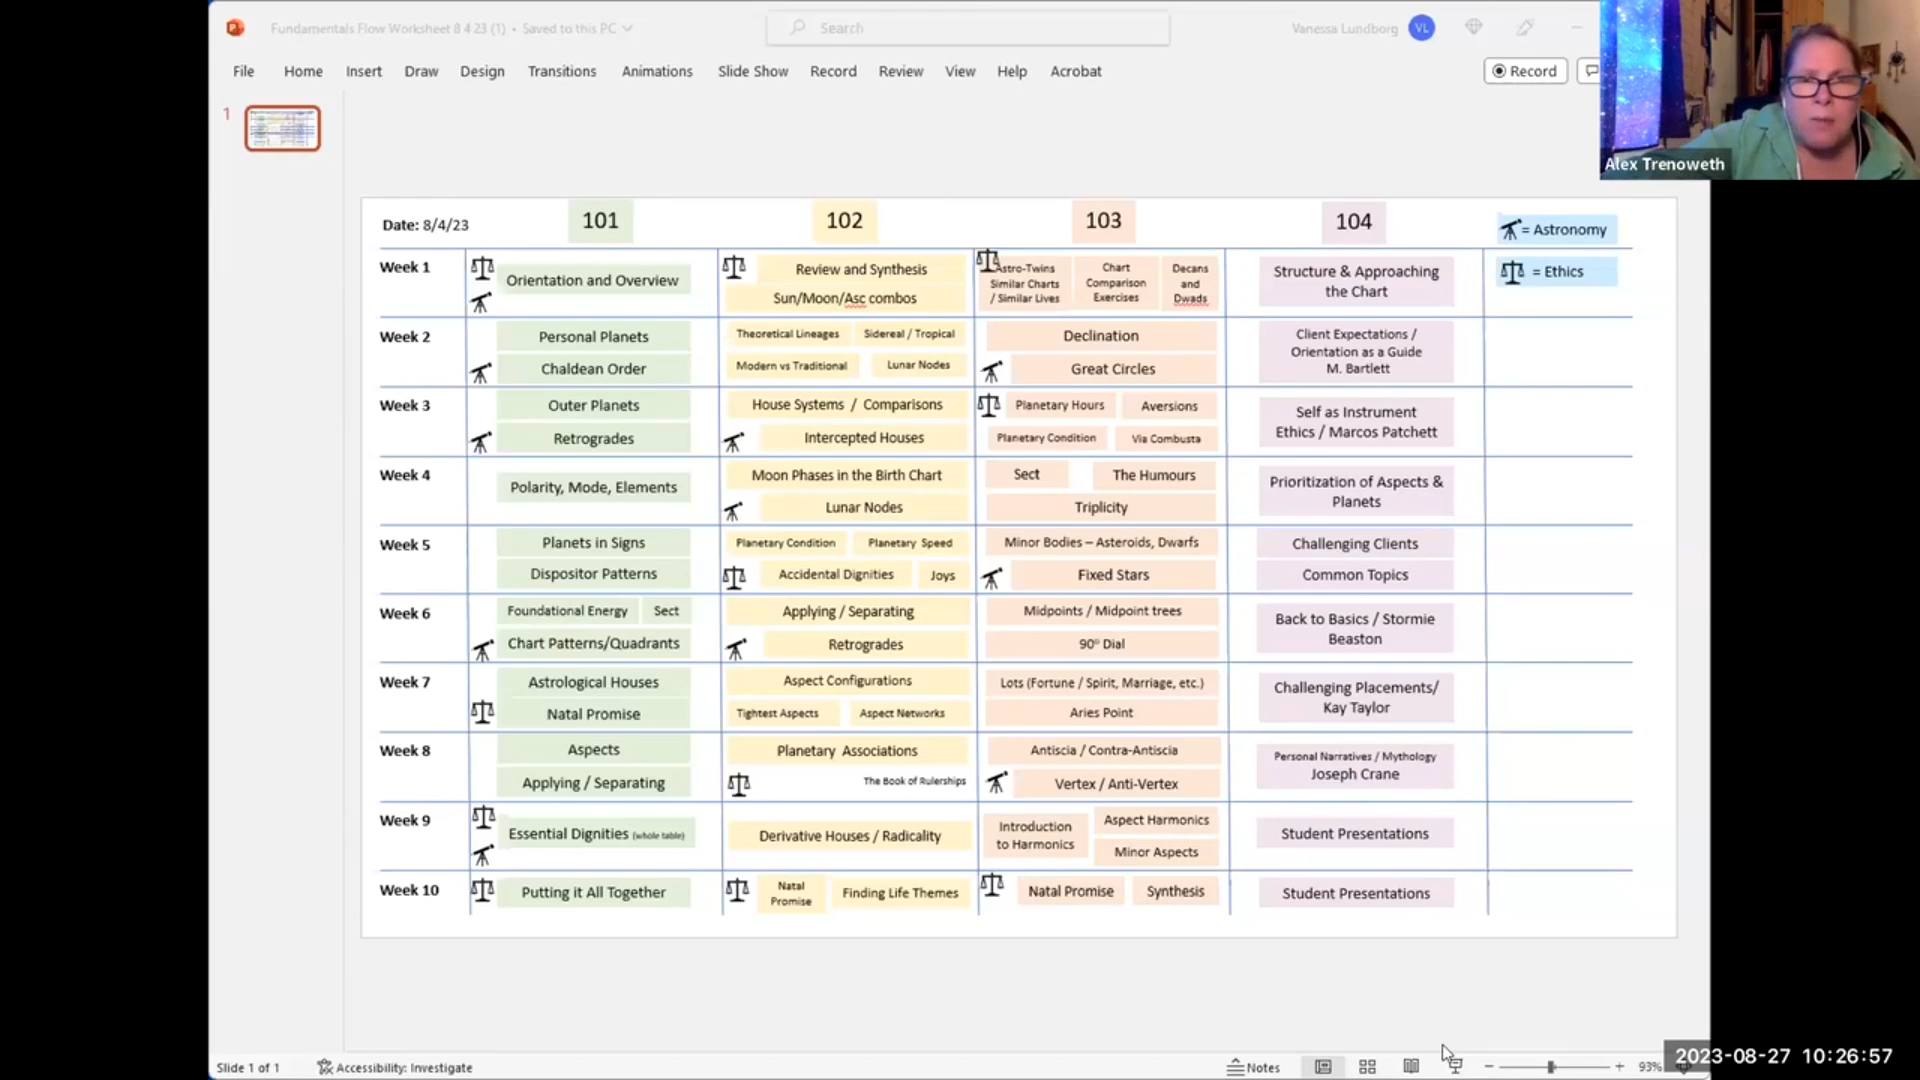 Fundamentals Flow Worksheet 8 4 23 (1) • Saved to this PC
Search
Vanessa Lundborg
VL
File Home Insert Draw Design Transitions Animations Slide Show Record Review View Help Acrobat
Record
Alex Trenoweth
1
Date: 8/4/23
101
102
103
104
= Astronomy
= Ethics
Week 1
Orientation and Overview
Review and Synthesis
Sun/Moon/Asc combos
Astro-Twins
Similar Charts
/ Similar Lives
Chart
Comparison
Exercises
Decans
and
Dwads
Structure & Approaching
the Chart
Week 2
Personal Planets
Chaldean Order
Theoretical Lineages
Sidereal / Tropical
Modern vs Traditional
Lunar Nodes
Declination
Great Circles
Client Expectations /
Orientation as a Guide
M. Bartlett
Week 3
Outer Planets
Retrogrades
House Systems / Comparisons
Intercepted Houses
Planetary Hours
Aversions
Planetary Condition
Via Combusta
Self as Instrument
Ethics / Marcos Patchett
Week 4
Polarity, Mode, Elements
Moon Phases in the Birth Chart
Lunar Nodes
Sect
The Humours
Triplicity
Prioritization of Aspects &
Planets
Week 5
Planets in Signs
Dispositor Patterns
Planetary Condition
Planetary Speed
Accidental Dignities
Joys
Minor Bodies – Asteroids, Dwarfs
Fixed Stars
Challenging Clients
Common Topics
Week 6
Foundational Energy
Sect
Chart Patterns/Quadrants
Applying / Separating
Retrogrades
Midpoints / Midpoint trees
90° Dial
Back to Basics / Stormie
Beaston
Week 7
Astrological Houses
Natal Promise
Aspect Configurations
Tightest Aspects
Aspect Networks
Lots (Fortune / Spirit, Marriage, etc.)
Aries Point
Challenging Placements/
Kay Taylor
Week 8
Aspects
Applying / Separating
Planetary Associations
The Book of Rulerships
Antiscia / Contra-Antiscia
Vertex / Anti-Vertex
Personal Narratives / Mythology
Joseph Crane
Week 9
Essential Dignities (whole table)
Derivative Houses / Radicality
Introduction
to Harmonics
Aspect Harmonics
Minor Aspects
Student Presentations
Week 10
Putting it All Together
Natal
Promise
Finding Life Themes
Natal Promise
Synthesis
Student Presentations
Slide 1 of 1
Accessibility: Investigate
Notes
93%
2023-08-27 10:26:57